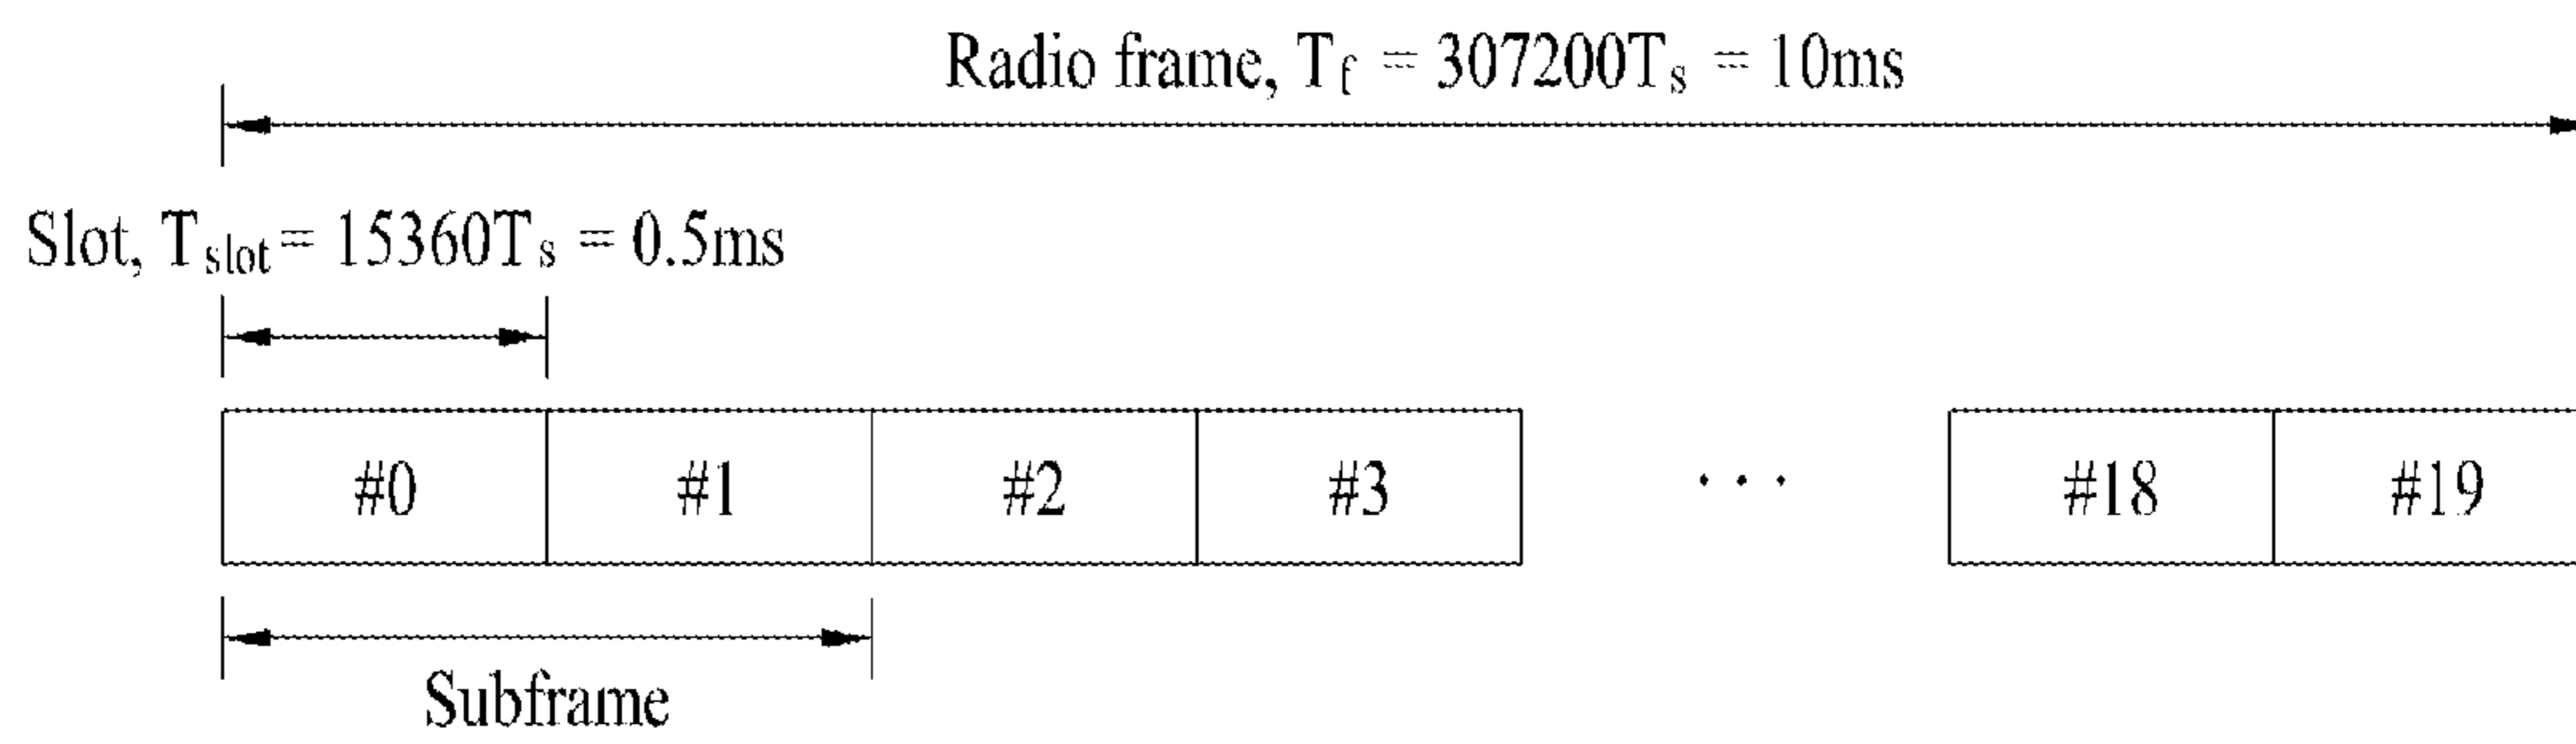 Radio frame, Tf = 307200Ts = 10ms
Slot, Tslot = 15360Ts = 0.5ms
#0 #1 #2 #3 ··· #18 #19
Subframe